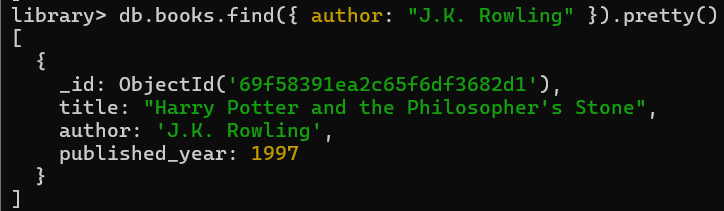 library> db.books.find({ author: "J.K. Rowling" }).pretty()
[
  {
    _id: ObjectId('69f58391ea2c65f6df3682d1'),
    title: "Harry Potter and the Philosopher's Stone",
    author: 'J.K. Rowling',
    published_year: 1997
  }
]